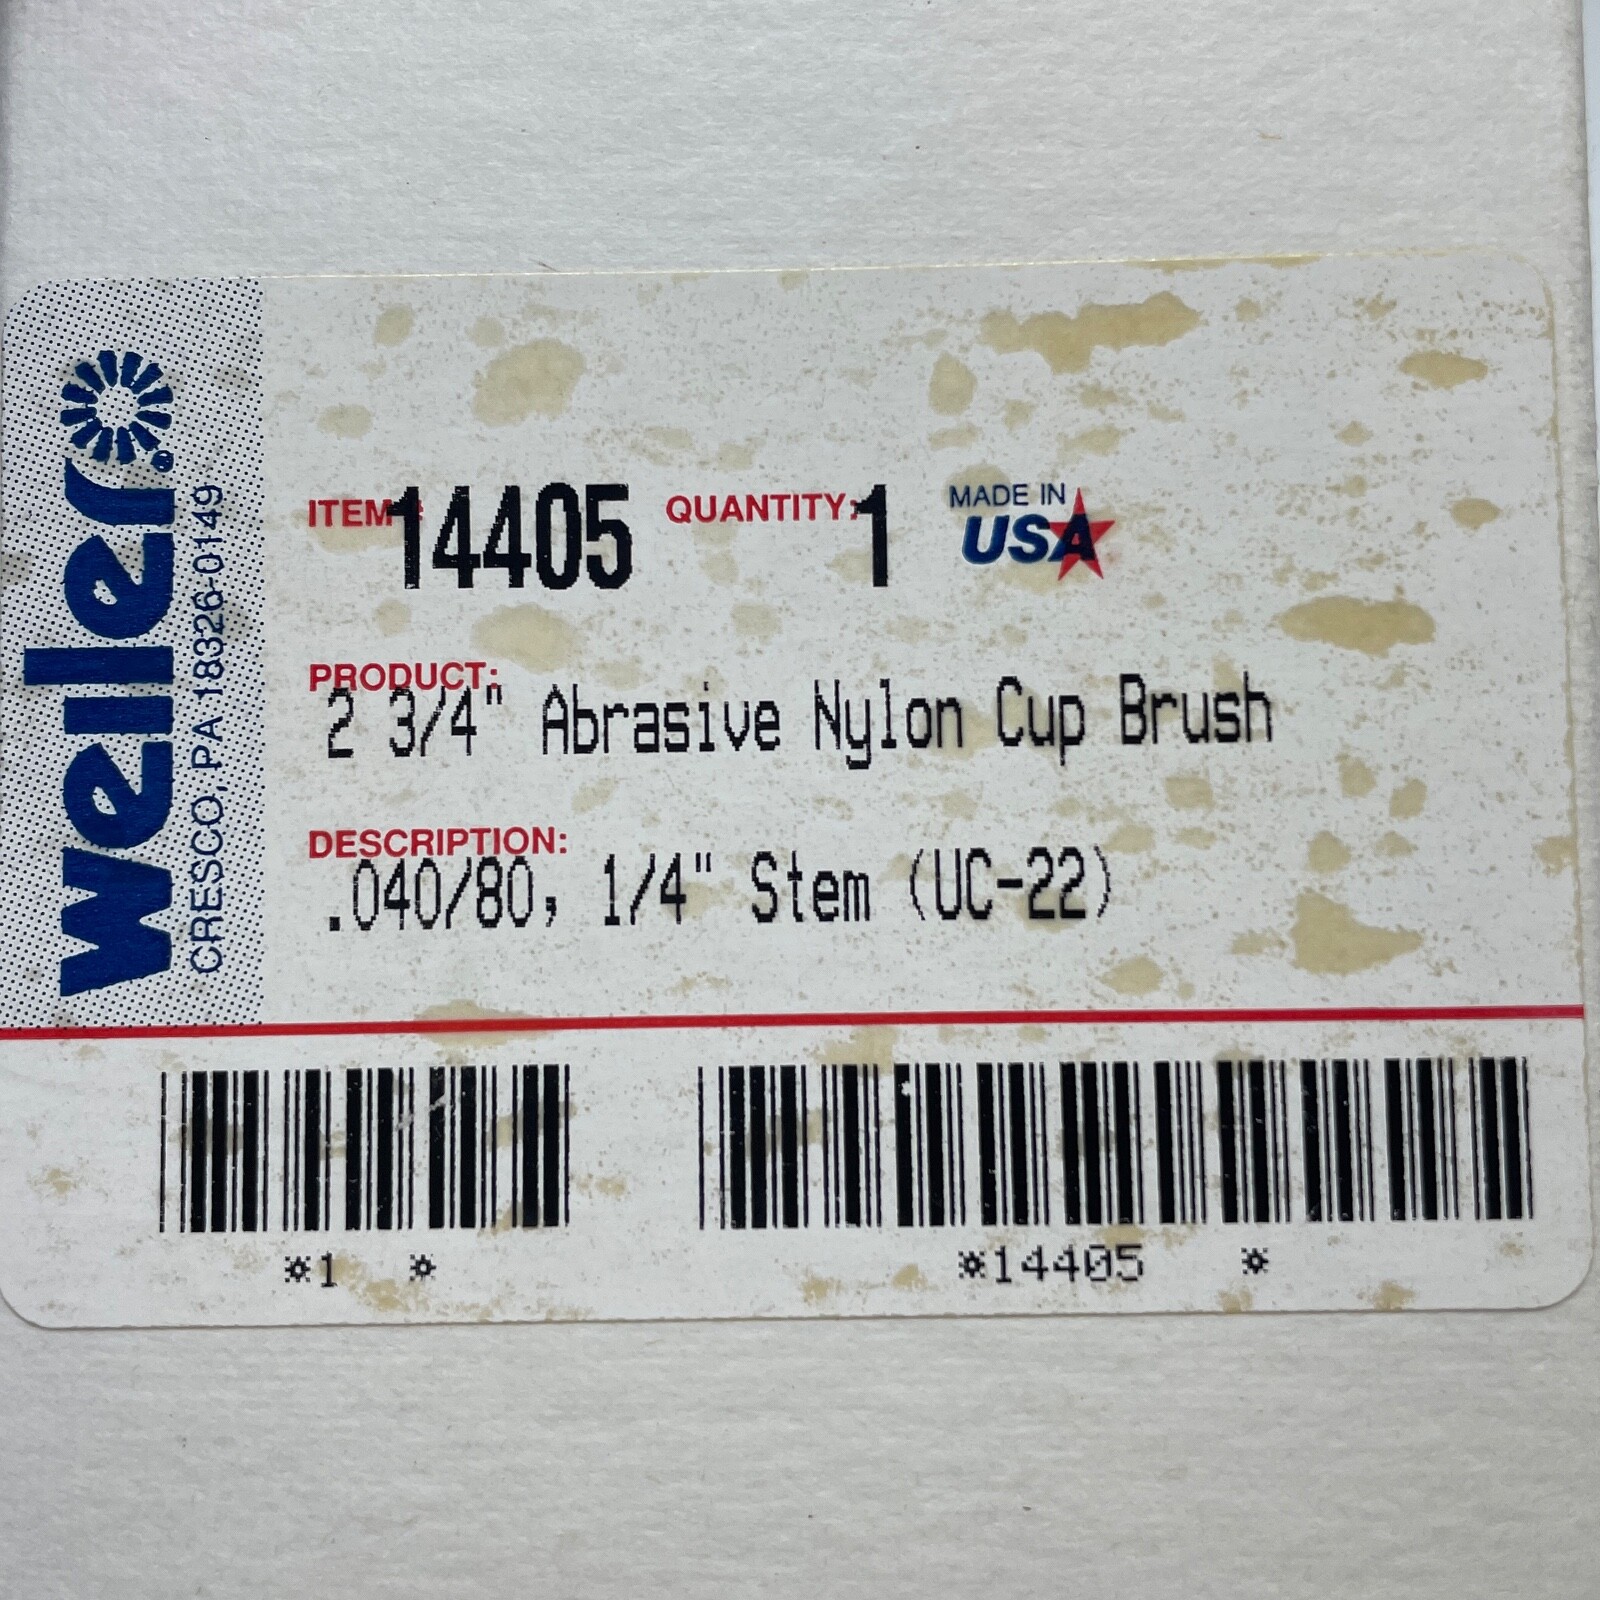 weiler®
CRESCO, PA 18326-0149
ITEM# 14405 QUANTITY: 1 MADE IN
USA
PRODUCT:
2 3/4" Abrasive Nylon Cup Brush
DESCRIPTION:
.040/80, 1/4" Stem (UC-22)
*1 * *14405 *